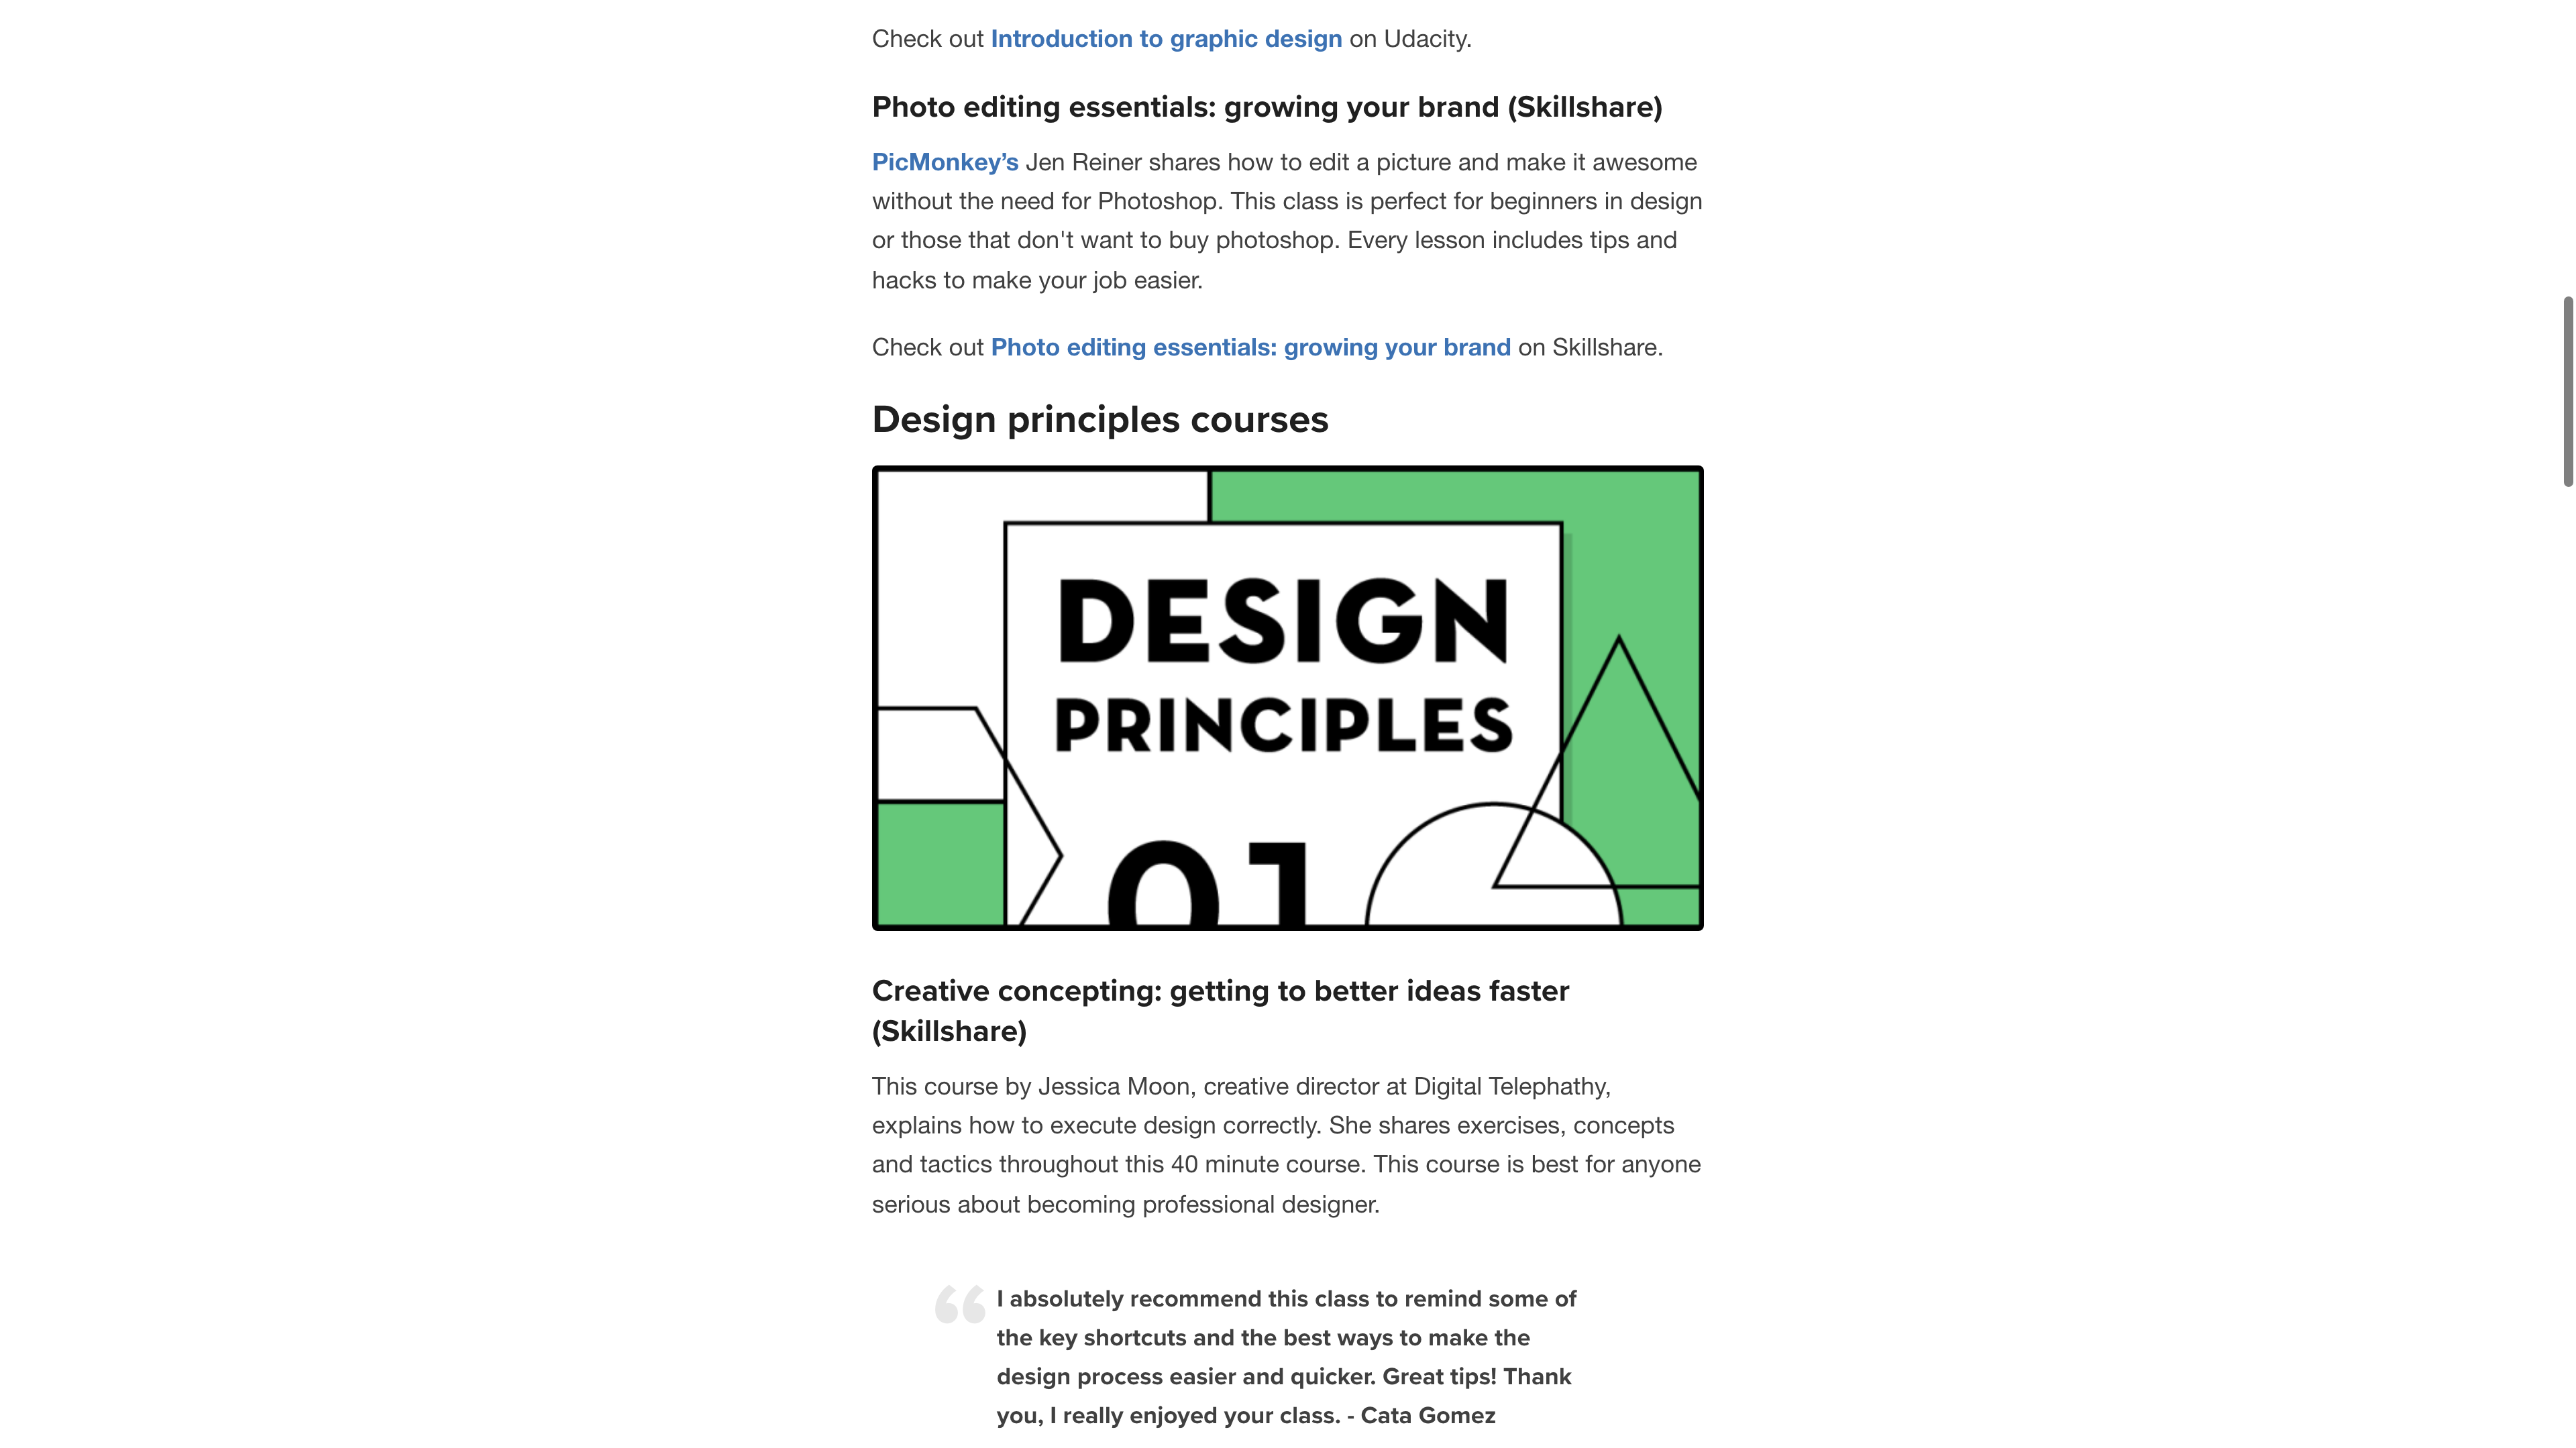 Check out Introduction to graphic design on Udacity.
Photo editing essentials: growing your brand (Skillshare)
PicMonkey’s Jen Reiner shares how to edit a picture and make it awesome
without the need for Photoshop. This class is perfect for beginners in design
or those that don't want to buy photoshop. Every lesson includes tips and
hacks to make your job easier.
Check out Photo editing essentials: growing your brand on Skillshare.
Design principles courses
DESIGN
PRINCIPLES
01
Creative concepting: getting to better ideas faster
(Skillshare)
This course by Jessica Moon, creative director at Digital Telephathy,
explains how to execute design correctly. She shares exercises, concepts
and tactics throughout this 40 minute course. This course is best for anyone
serious about becoming professional designer.
“ I absolutely recommend this class to remind some of
the key shortcuts and the best ways to make the
design process easier and quicker. Great tips! Thank
you, I really enjoyed your class. - Cata Gomez